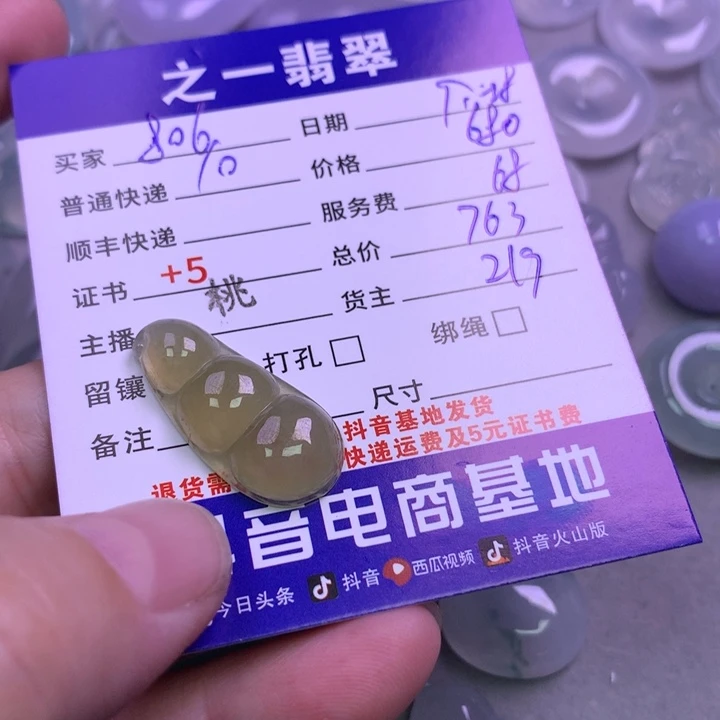 之一翡翠
买家 806 日期
普通快递 10 价格 680
顺丰快递 服务费 68
证书 +5 总价 763
主播 桃 货主 219
留镶 打孔 □ 绑绳 □
备注 尺寸
抖音基地发货
退货需 快递运费及5元证书费
音电商基地
今日头条 抖音 西瓜视频 抖音火山版